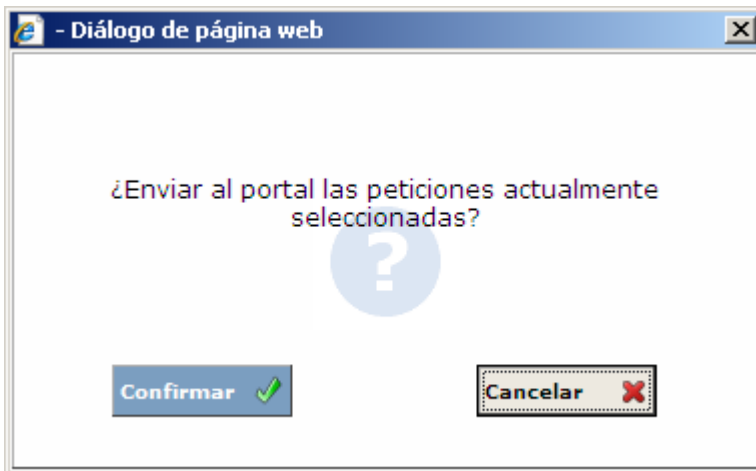 - Diálogo de página web
¿Enviar al portal las peticiones actualmente
seleccionadas?
?
Confirmar
Cancelar